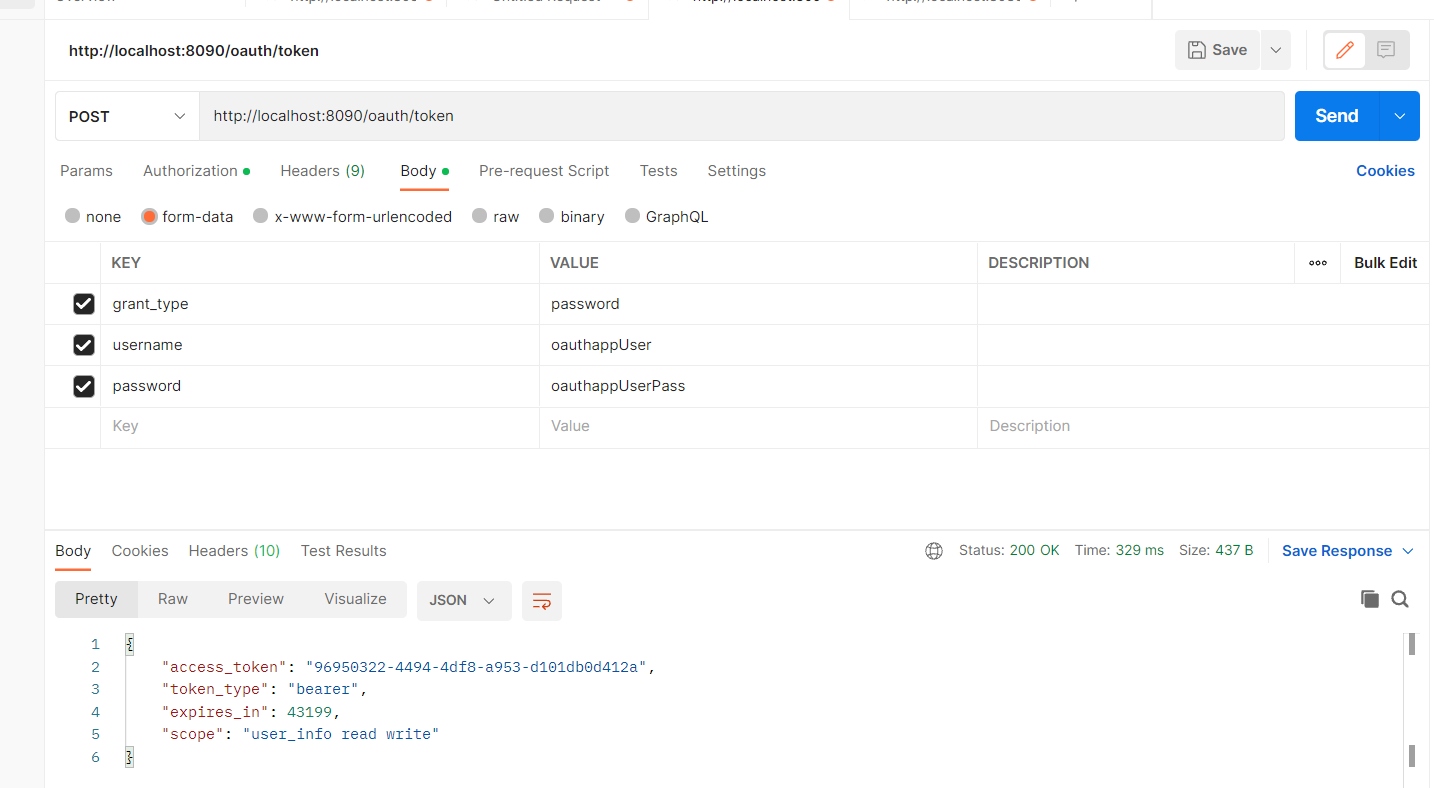 http://localhost:8090/oauth/token
Save
POST
http://localhost:8090/oauth/token
Send
Params Authorization Headers (9) Body Pre-request Script Tests Settings Cookies
none form-data x-www-form-urlencoded raw binary GraphQL
KEY VALUE DESCRIPTION Bulk Edit
grant_type password
username oauthappUser
password oauthappUserPass
Key Value Description
Body Cookies Headers (10) Test Results Status: 200 OK Time: 329 ms Size: 437 B Save Response
Pretty Raw Preview Visualize JSON
1 {
2 "access_token": "96950322-4494-4df8-a953-d101db0d412a",
3 "token_type": "bearer",
4 "expires_in": 43199,
5 "scope": "user_info read write"
6 }